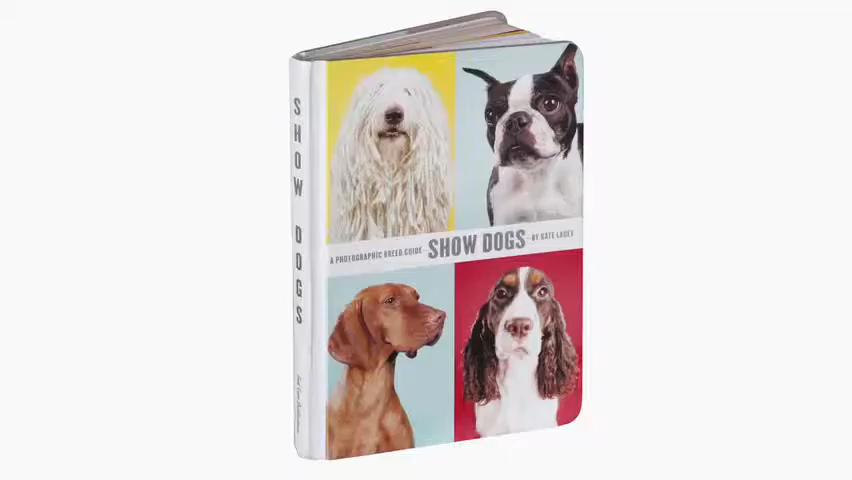 SHOW DOGS
A PHOTOGRAPHIC BREED GUIDE SHOW DOGS BY KATE LACEY